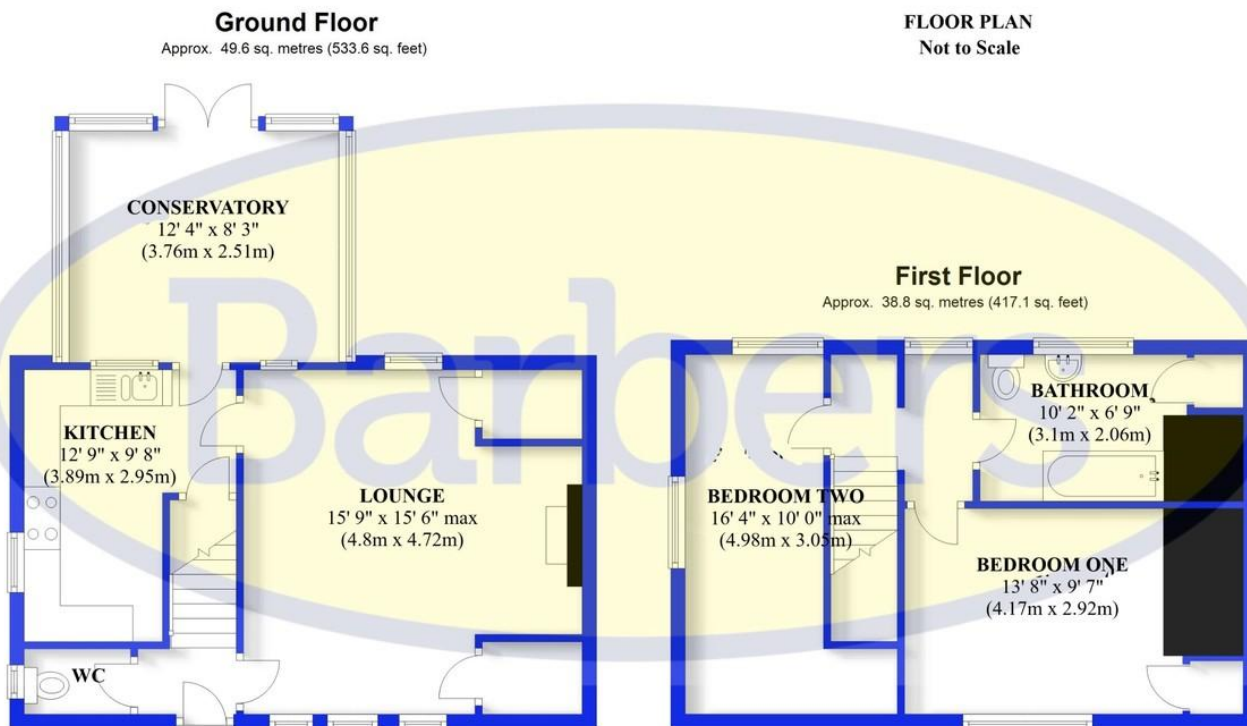 Ground Floor
Approx. 49.6 sq. metres (533.6 sq. feet)
FLOOR PLAN
Not to Scale
CONSERVATORY
12' 4" x 8' 3"
(3.76m x 2.51m)
KITCHEN
12' 9" x 9' 8"
(3.89m x 2.95m)
LOUNGE
15' 9" x 15' 6" max
(4.8m x 4.72m)
WC
First Floor
Approx. 38.8 sq. metres (417.1 sq. feet)
BATHROOM
10' 2" x 6' 9"
(3.1m x 2.06m)
BEDROOM TWO
16' 4" x 10' 0" max
(4.98m x 3.05m)
BEDROOM ONE
13' 8" x 9' 7"
(4.17m x 2.92m)
Barbers